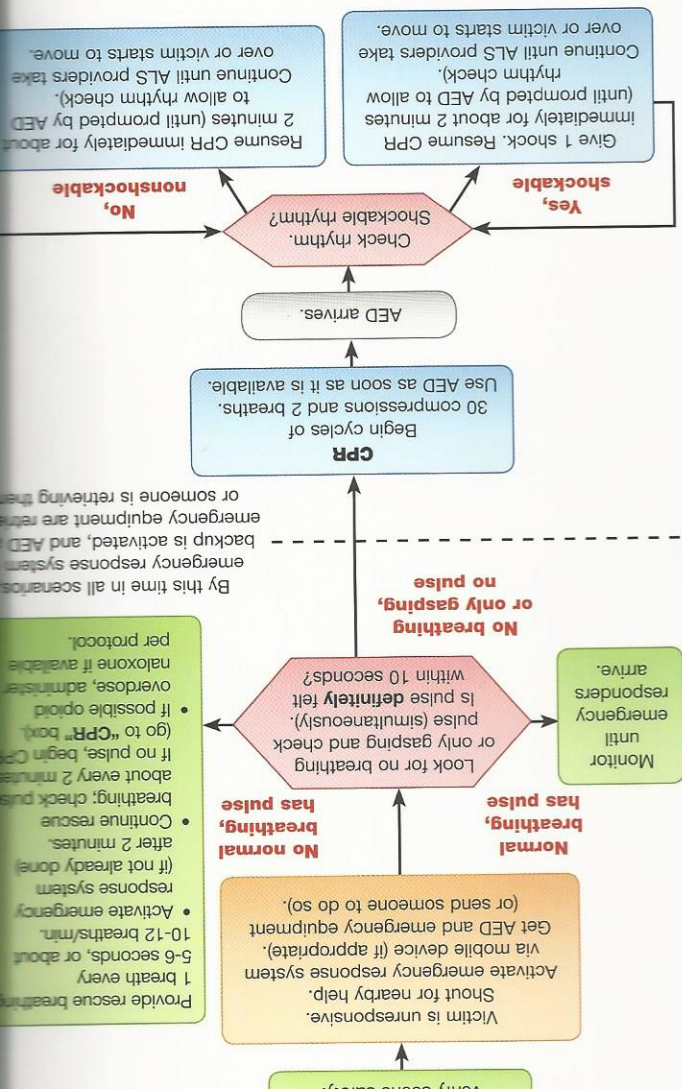 Verify scene safety.
Victim is unresponsive.
Shout for nearby help.
Activate emergency response system
via mobile device (if appropriate).
Get AED and emergency equipment
(or send someone to do so).
Normal
breathing,
has pulse
Monitor
until
emergency
responders
arrive.
Look for no breathing
or only gasping and check
pulse (simultaneously).
Is pulse definitely felt
within 10 seconds?
No normal
breathing,
has pulse
Provide rescue breathing
1 breath every
5-6 seconds, or about
10-12 breaths/min.
• Activate emergency
response system
(if not already done)
after 2 minutes.
• Continue rescue
breathing; check pulse
about every 2 minutes
If no pulse, begin CPR
(go to "CPR" box).
• If possible opioid
overdose, administer
naloxone if available
per protocol.
No breathing
or only gasping,
no pulse
By this time in all scenarios,
emergency response system
backup is activated, and AED
emergency equipment are
or someone is retrieving them
CPR
Begin cycles of
30 compressions and 2 breaths.
Use AED as soon as it is available.
AED arrives.
Check rhythm.
Shockable rhythm?
Yes,
shockable
No,
nonshockable
Give 1 shock. Resume CPR
immediately for about 2 minutes
(until prompted by AED to allow
rhythm check).
Continue until ALS providers take
over or victim starts to move.
Resume CPR immediately for about
2 minutes (until prompted by AED
to allow rhythm check).
Continue until ALS providers take
over or victim starts to move.